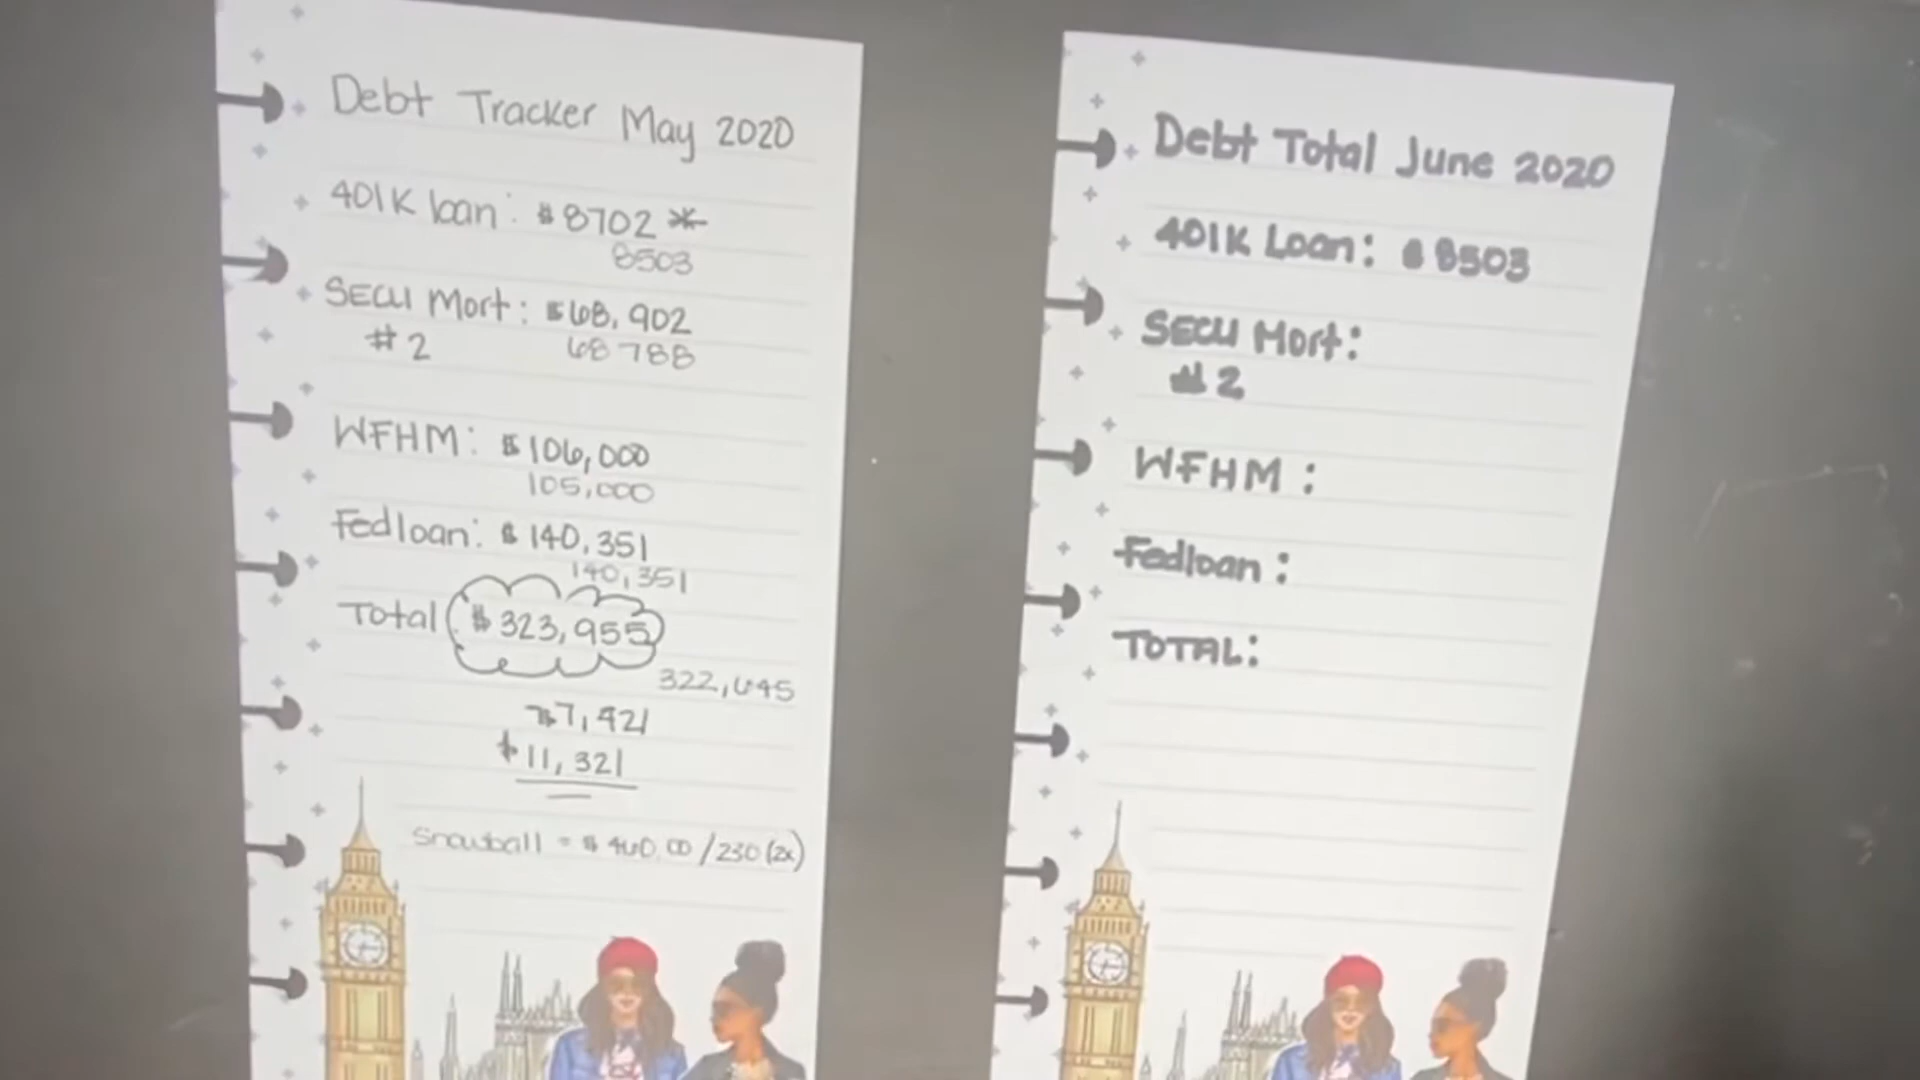 Debt Tracker May 2020
401K loan: $8702 *
8503
SECU Mort: $68,902
#2 68788
WFHM: $106,000
105,000
Fedloan: $140,351
140,351
Total $323,955
322,645
11,321
Snowball = $460.00/230(2x)
Debt Total June 2020
401K Loan: $8503
SECU Mort:
#2
WFHM:
Fedloan:
TOTAL: